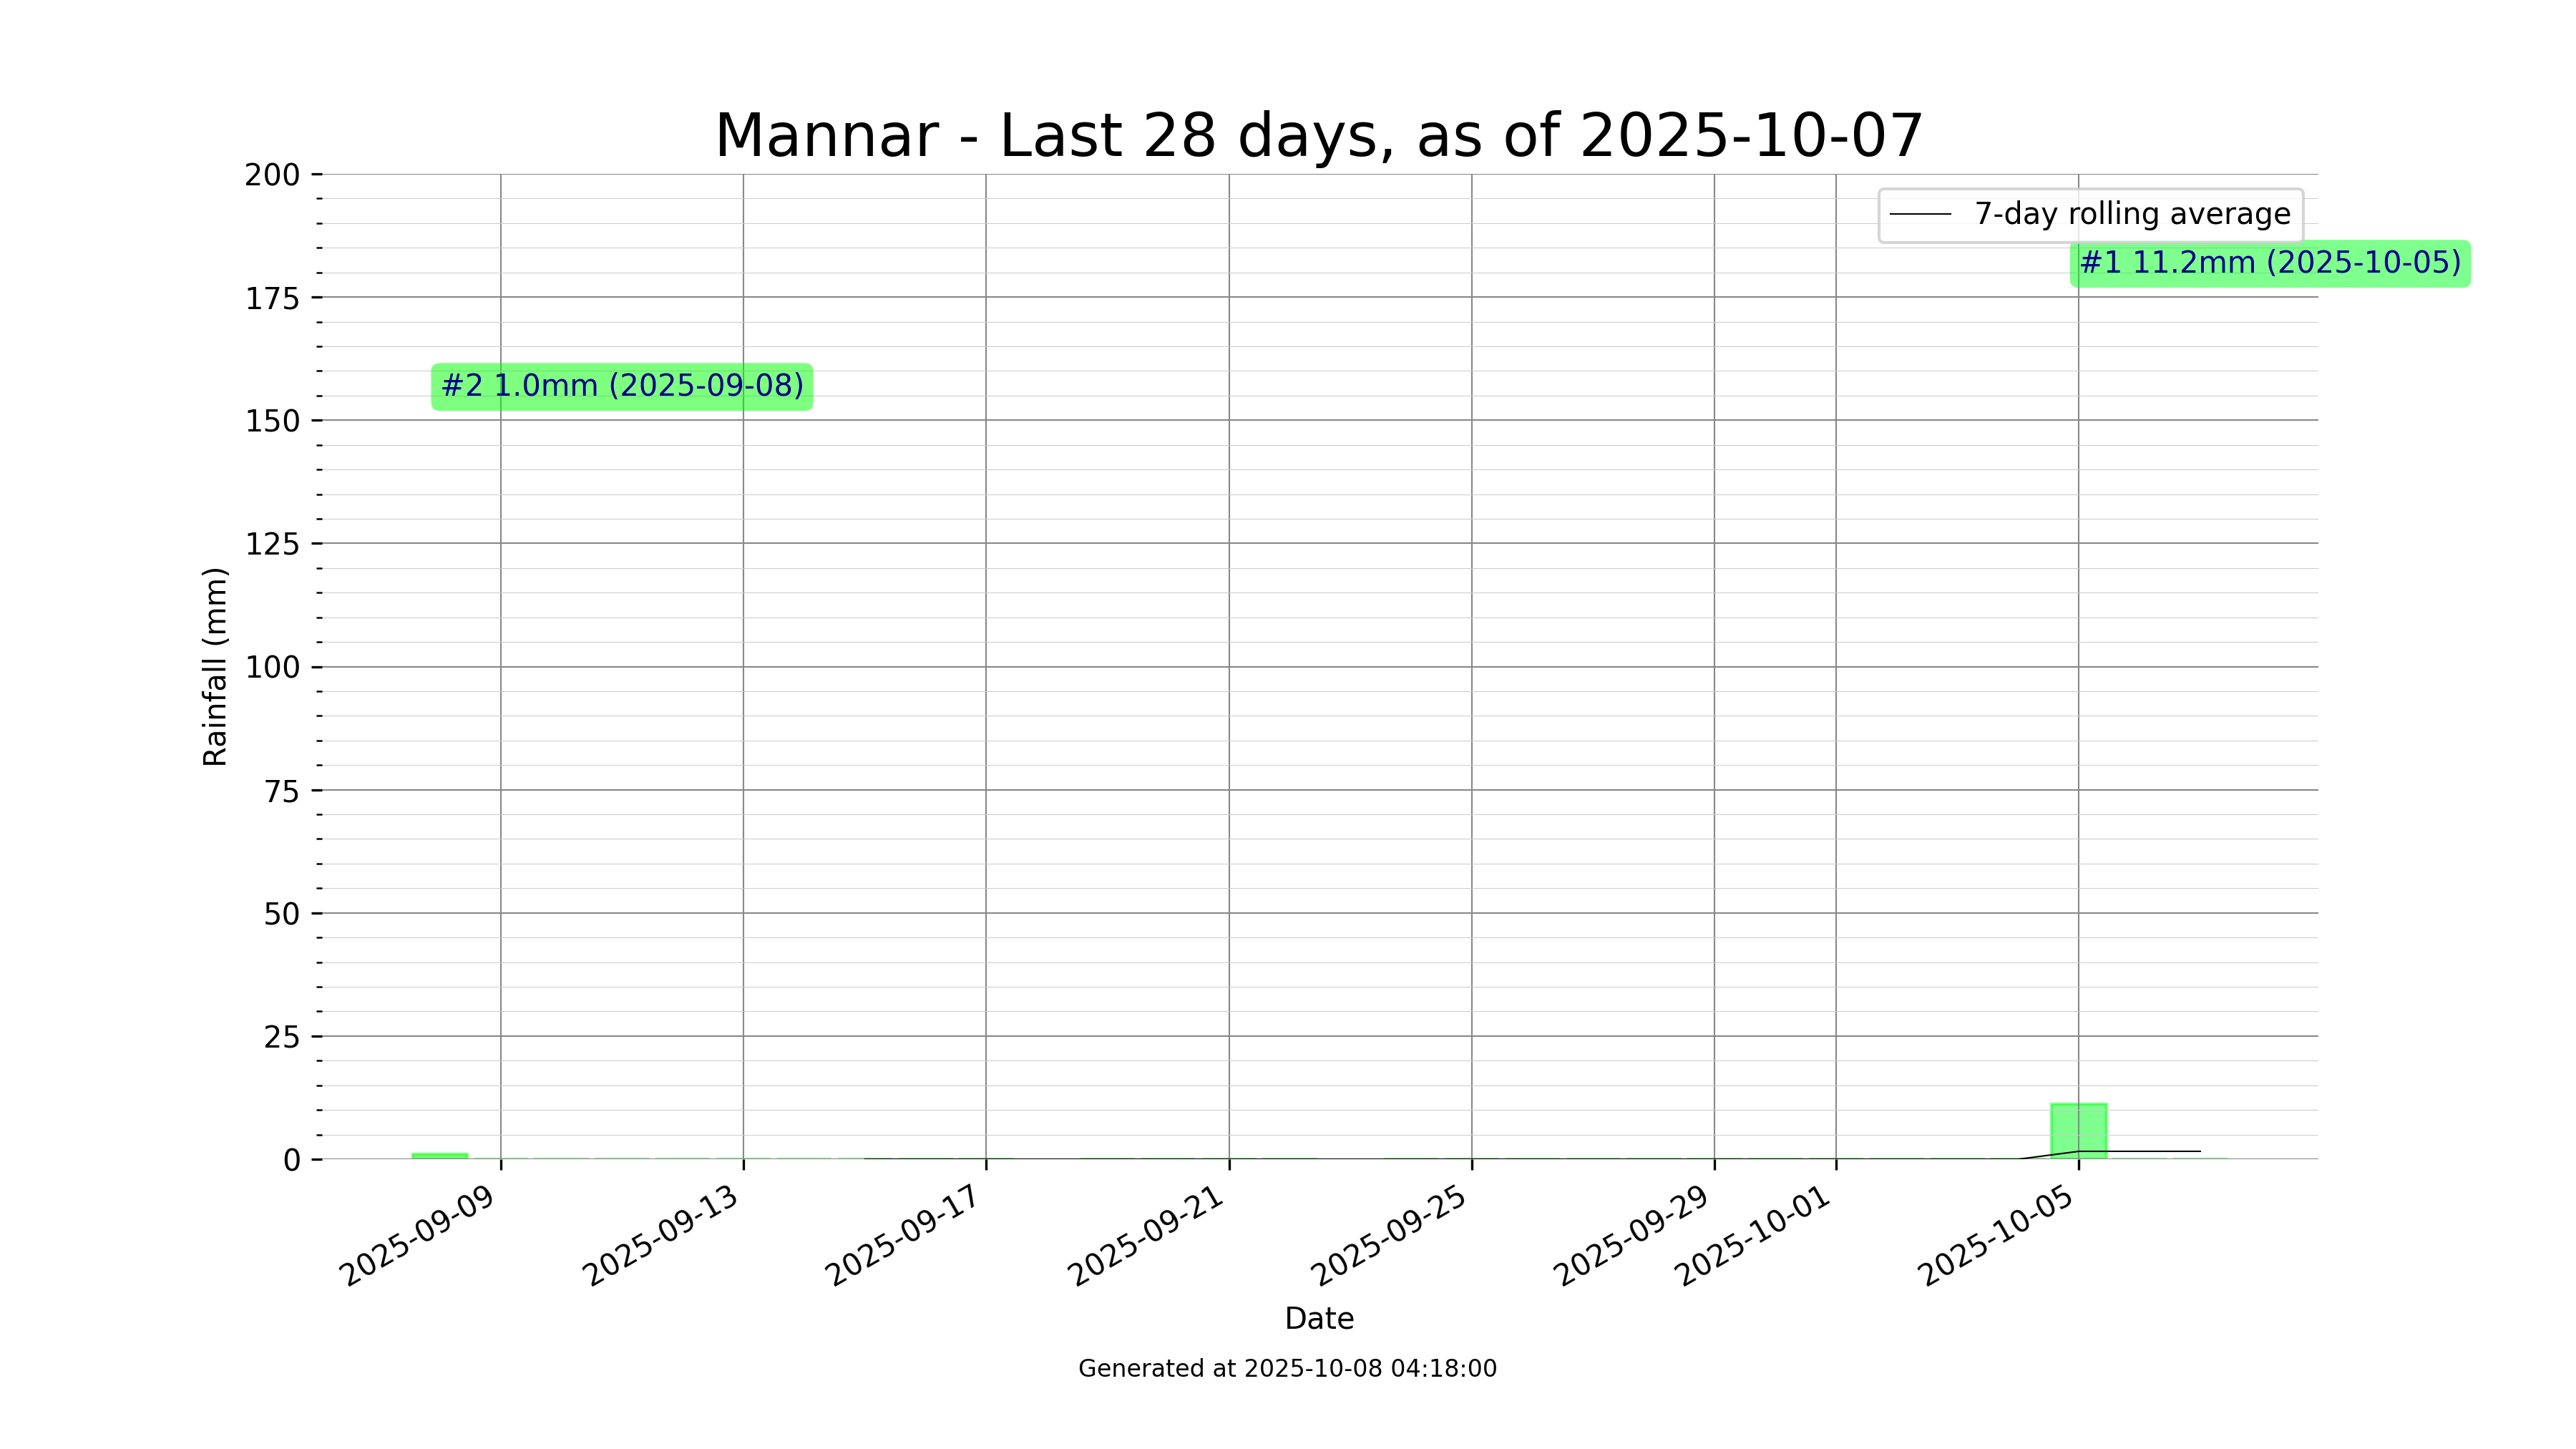 Mannar - Last 28 days, as of 2025-10-07
200
175
150
125
100
75
50
25
0
Rainfall (mm)
7-day rolling average
#1 11.2mm (2025-10-05)
#2 1.0mm (2025-09-08)
2025-09-09
2025-09-13
2025-09-17
2025-09-21
2025-09-25
2025-09-29
2025-10-01
2025-10-05
Date
Generated at 2025-10-08 04:18:00